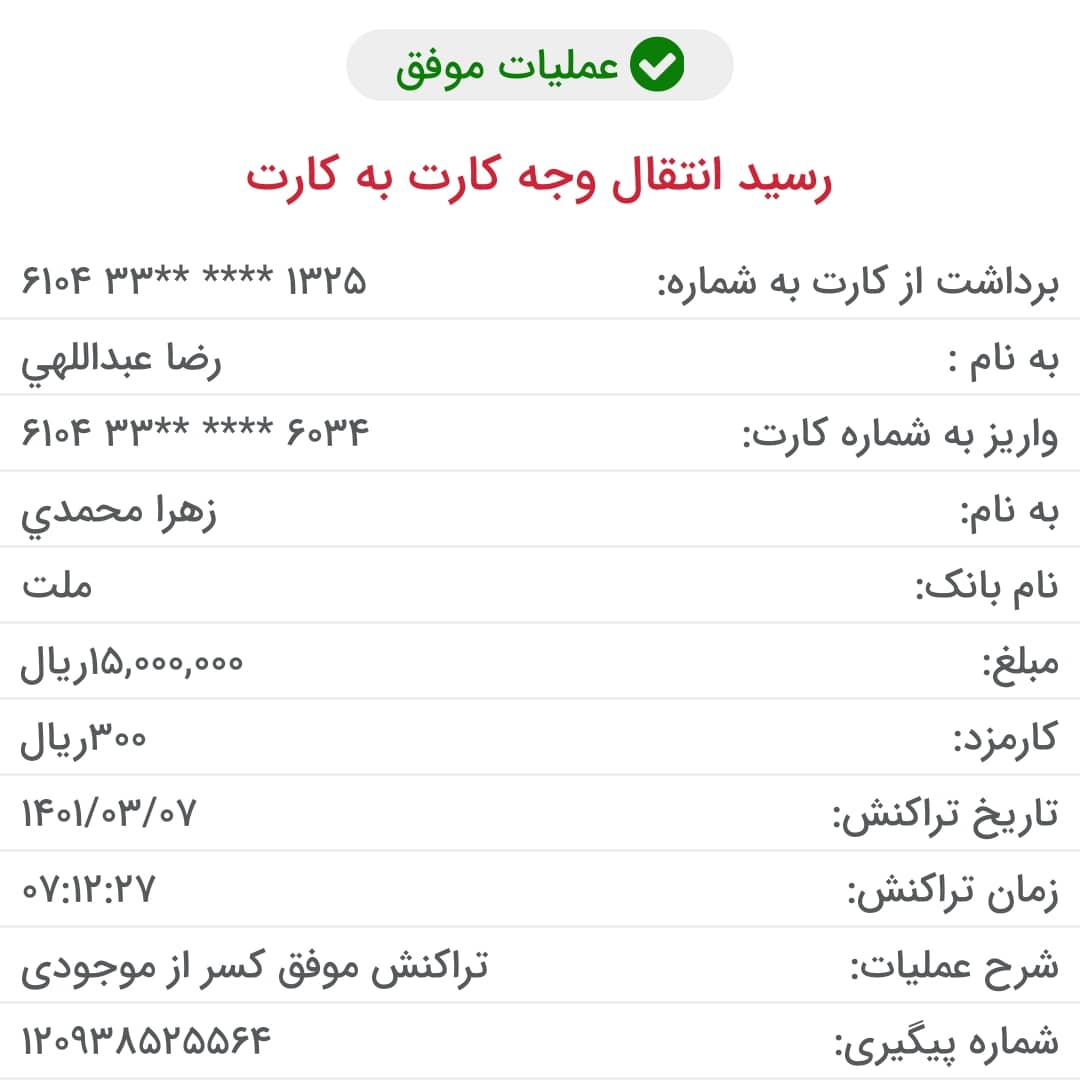 عملیات موفق
رسید انتقال وجه کارت به کارت
برداشت از کارت به شماره: ۶۱۰۴ ۳۳** **** ۱۳۲۵
به نام : رضا عبداللهي
واریز به شماره کارت: ۶۱۰۴ ۳۳** **** ۶۰۳۴
به نام: زهرا محمدي
نام بانک: ملت
مبلغ: ۱۵,۰۰۰,۰۰۰ریال
کارمزد: ۳۰۰ریال
تاریخ تراکنش: ۱۴۰۱/۰۳/۰۷
زمان تراکنش: ۰۷:۱۲:۲۷
شرح عملیات: تراکنش موفق کسر از موجودی
شماره پیگیری: ۱۲۰۹۳۸۵۲۵۵۶۴